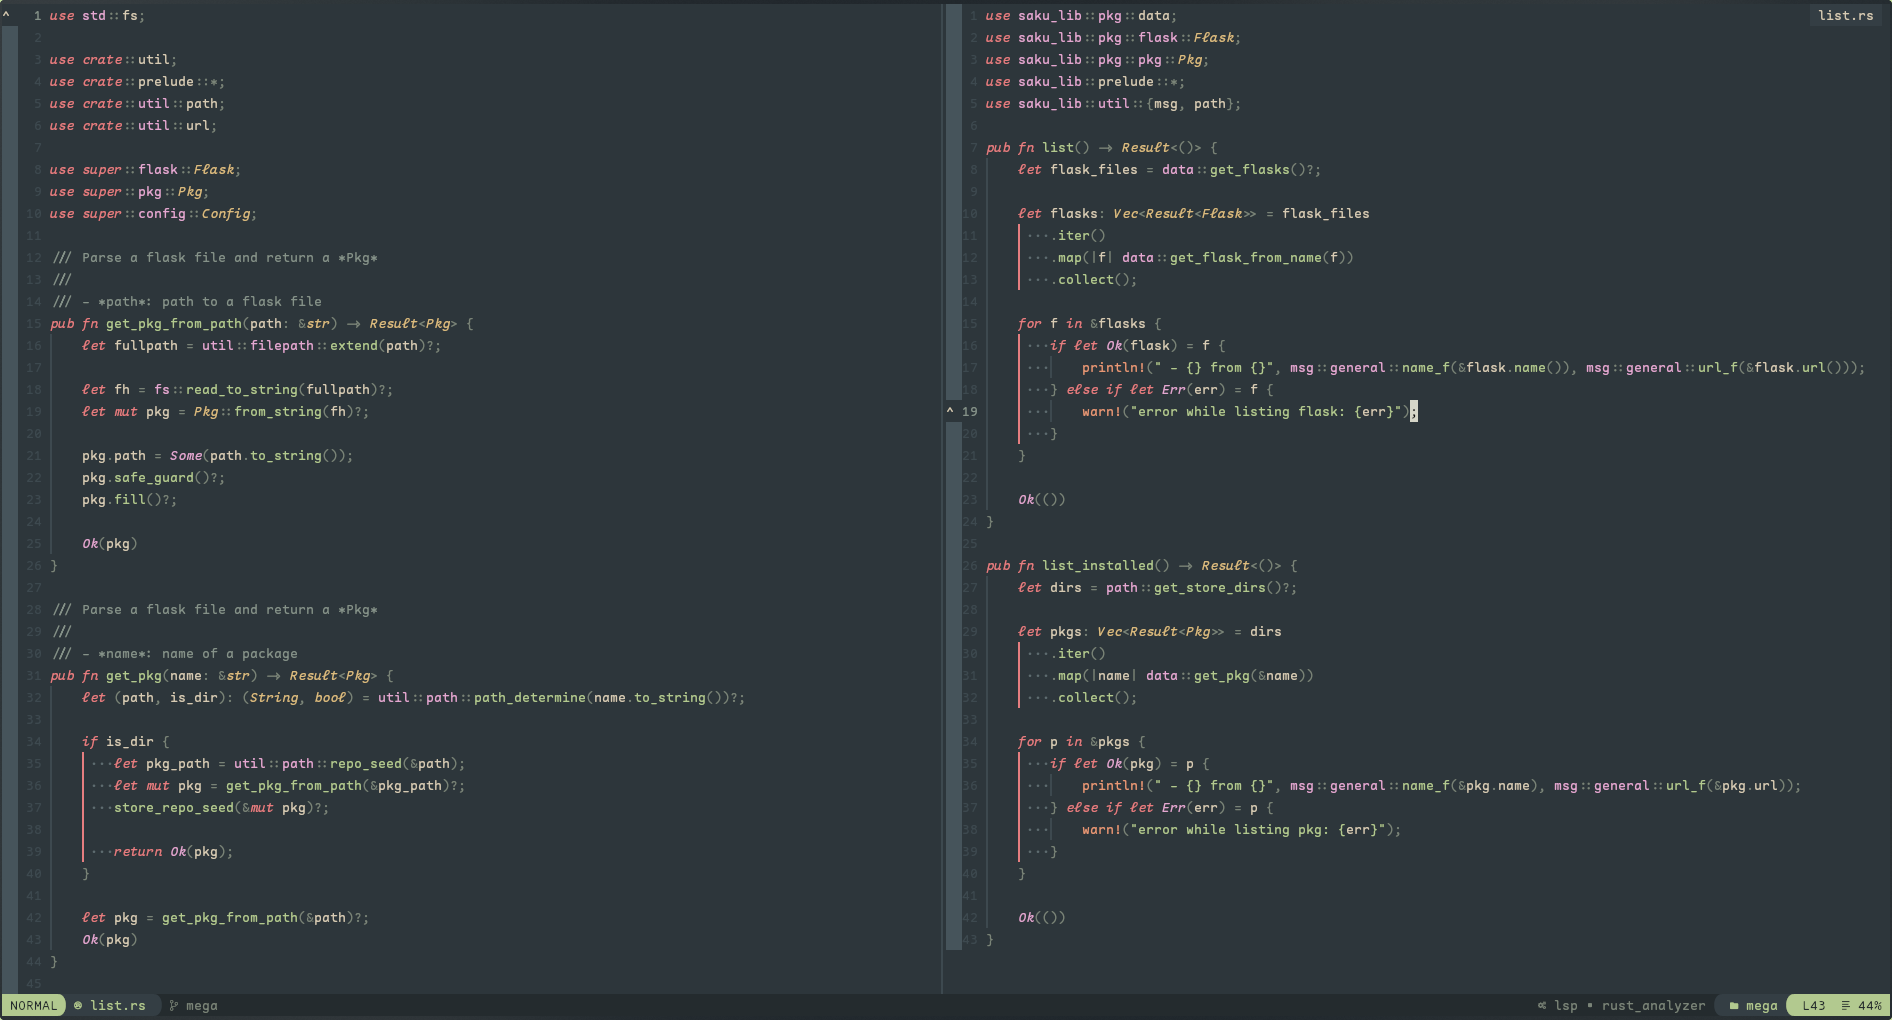 ^ 1 use std::fs;
2
3 use crate::util;
4 use crate::prelude::*;
5 use crate::util::path;
6 use crate::util::url;
7
8 use super::flask::Flask;
9 use super::pkg::Pkg;
10 use super::config::Config;
11
12 /// Parse a flask file and return a *Pkg*
13 ///
14 /// - *path*: path to a flask file
15 pub fn get_pkg_from_path(path: &str) -> Result<Pkg> {
16     let fullpath = util::filepath::extend(path)?;
17
18     let fh = fs::read_to_string(fullpath)?;
19     let mut pkg = Pkg::from_string(fh)?;
20
21     pkg.path = Some(path.to_string());
22     pkg.safe_guard()?;
23     pkg.fill()?;
24
25     Ok(pkg)
26 }
27
28 /// Parse a flask file and return a *Pkg*
29 ///
30 /// - *name*: name of a package
31 pub fn get_pkg(name: &str) -> Result<Pkg> {
32     let (path, is_dir): (String, bool) = util::path::path_determine(name.to_string())?;
33
34     if is_dir {
35     ···let pkg_path = util::path::repo_seed(&path);
36     ···let mut pkg = get_pkg_from_path(&pkg_path)?;
37     ···store_repo_seed(&mut pkg)?;
38
39     ···return Ok(pkg);
40     }
41
42     let pkg = get_pkg_from_path(&path)?;
43     Ok(pkg)
44 }
45
list.rs
1 use saku_lib::pkg::data;
2 use saku_lib::pkg::flask::Flask;
3 use saku_lib::pkg::pkg::Pkg;
4 use saku_lib::prelude::*;
5 use saku_lib::util::{msg, path};
6
7 pub fn list() -> Result<()> {
8     let flask_files = data::get_flasks()?;
9
10     let flasks: Vec<Result<Flask>> = flask_files
11     ···.iter()
12     ···.map(|f| data::get_flask_from_name(f))
13     ···.collect();
14
15     for f in &flasks {
16     ···if let Ok(flask) = f {
17     ···    println!(" - {} from {}", msg::general::name_f(&flask.name()), msg::general::url_f(&flask.url()));
18     ···} else if let Err(err) = f {
^ 19     ···    warn!("error while listing flask: {err}");
20     ···}
21     }
22
23     Ok(())
24 }
25
26 pub fn list_installed() -> Result<()> {
27     let dirs = path::get_store_dirs()?;
28
29     let pkgs: Vec<Result<Pkg>> = dirs
30     ···.iter()
31     ···.map(|name| data::get_pkg(&name))
32     ···.collect();
33
34     for p in &pkgs {
35     ···if let Ok(pkg) = p {
36     ···    println!(" - {} from {}", msg::general::name_f(&pkg.name), msg::general::url_f(&pkg.url));
37     ···} else if let Err(err) = p {
38     ···    warn!("error while listing pkg: {err}");
39     ···}
40     }
41
42     Ok(())
43 }
NORMAL list.rs mega lsp ▪ rust_analyzer mega L43 44%